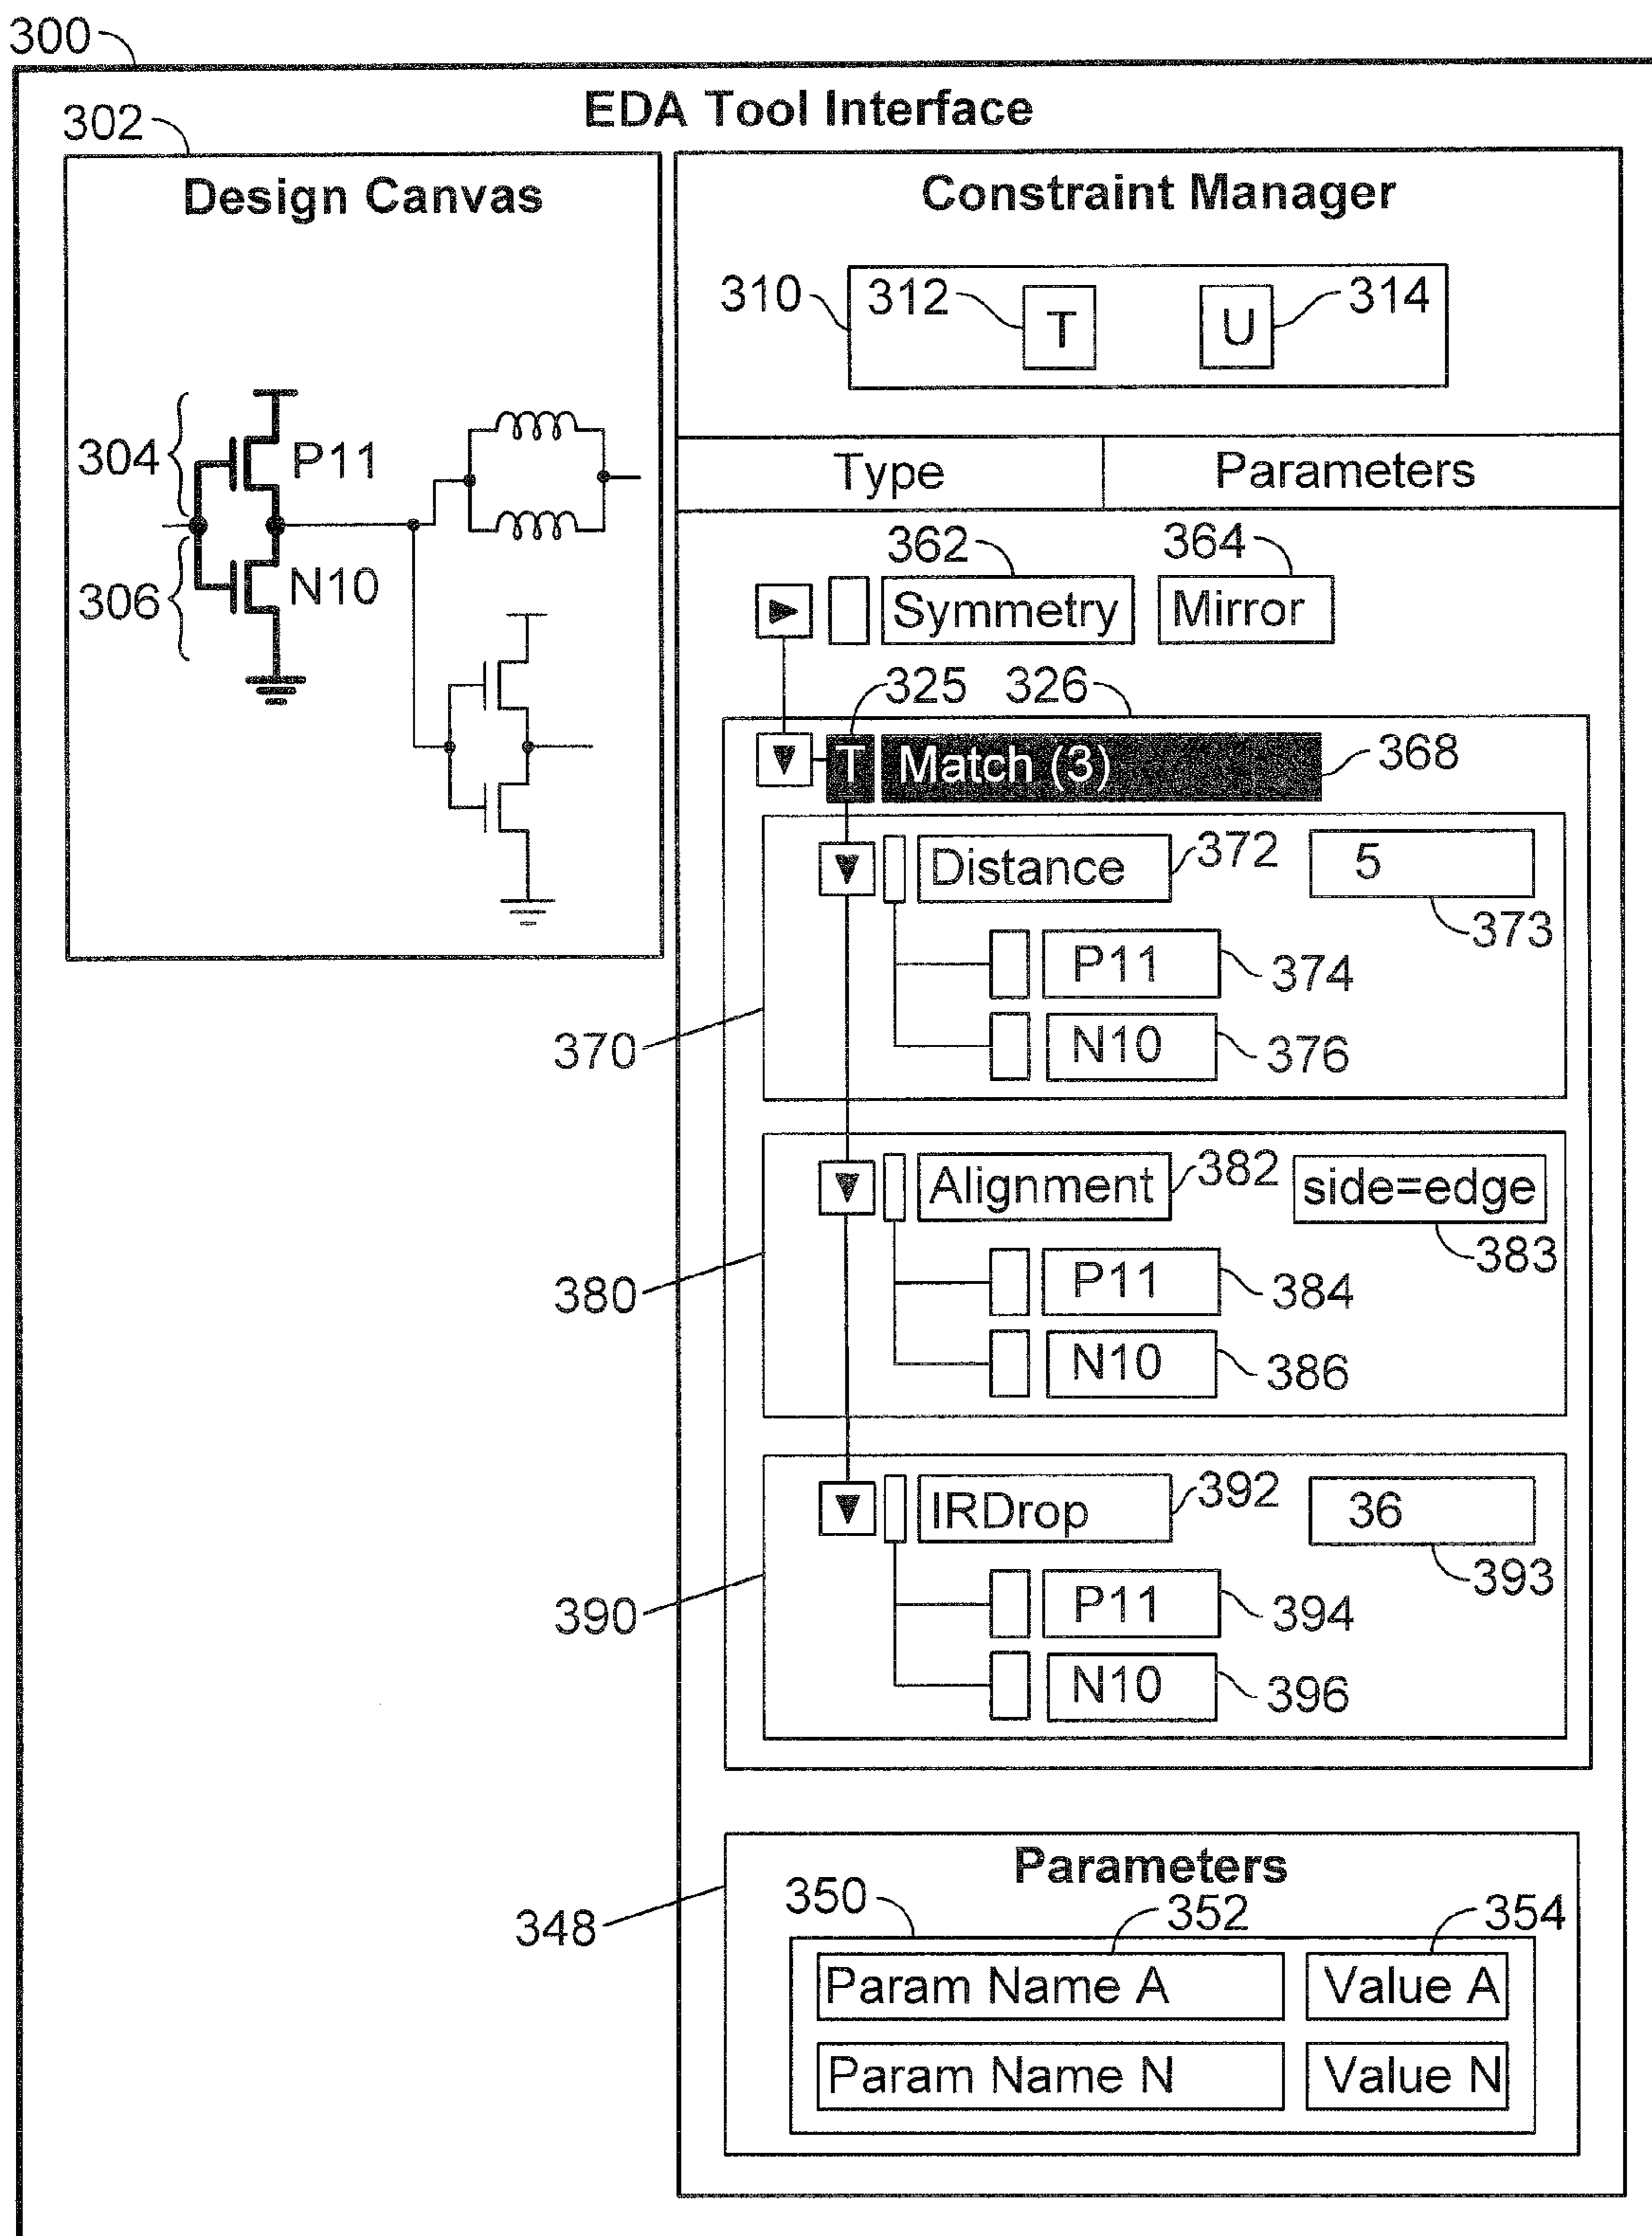 300
EDA Tool Interface
302
Design Canvas
304
P11
306
N10
Constraint Manager
310
312
T
U
314
Type
Parameters
362
364
Symmetry
Mirror
325
326
T
Match (3)
368
370
Distance
372
5
373
P11
374
N10
376
380
Alignment
382
side=edge
383
P11
384
N10
386
390
IRDrop
392
36
393
P11
394
N10
396
348
Parameters
350
352
354
Param Name A
Value A
Param Name N
Value N